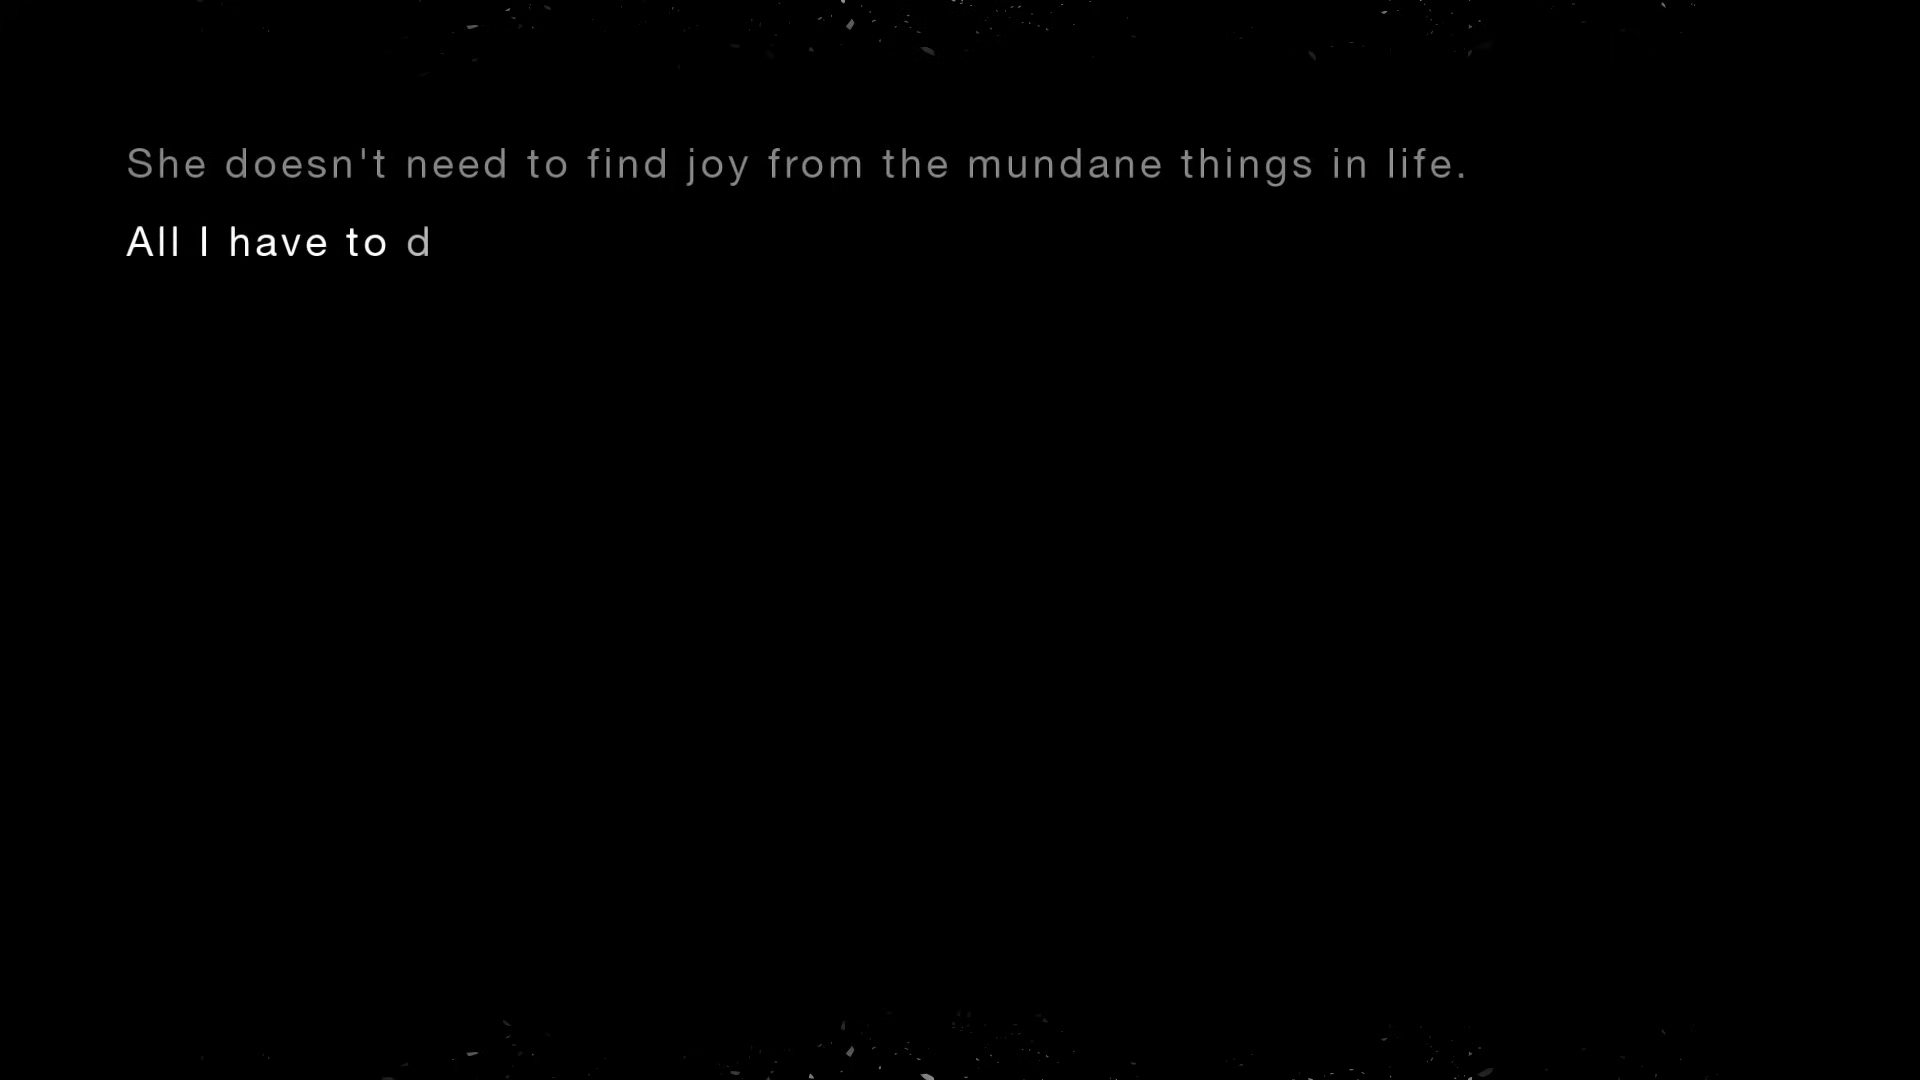 She doesn't need to find joy from the mundane things in life.
All I have to d